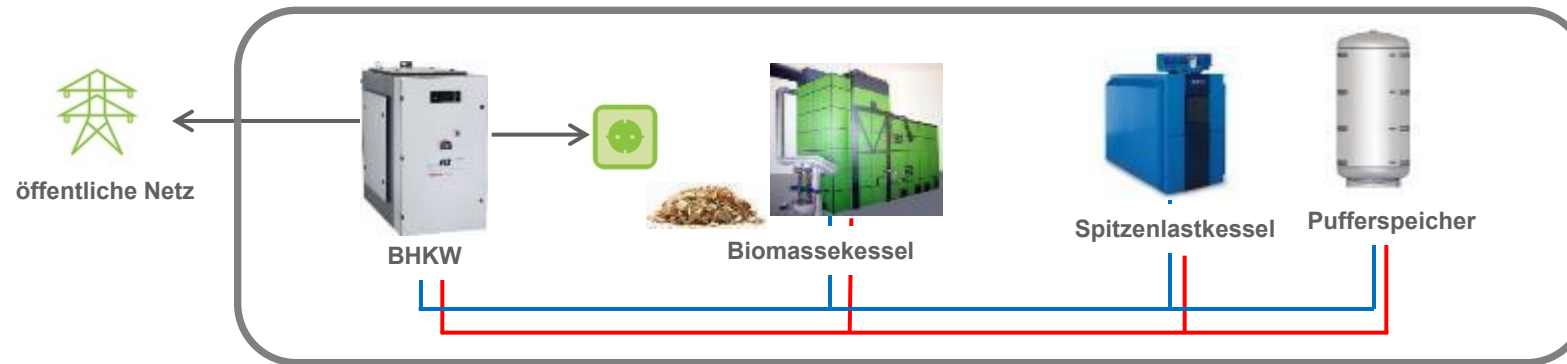 öffentliche Netz
BHKW
Biomassekessel
Spitzenlastkessel
Pufferspeicher